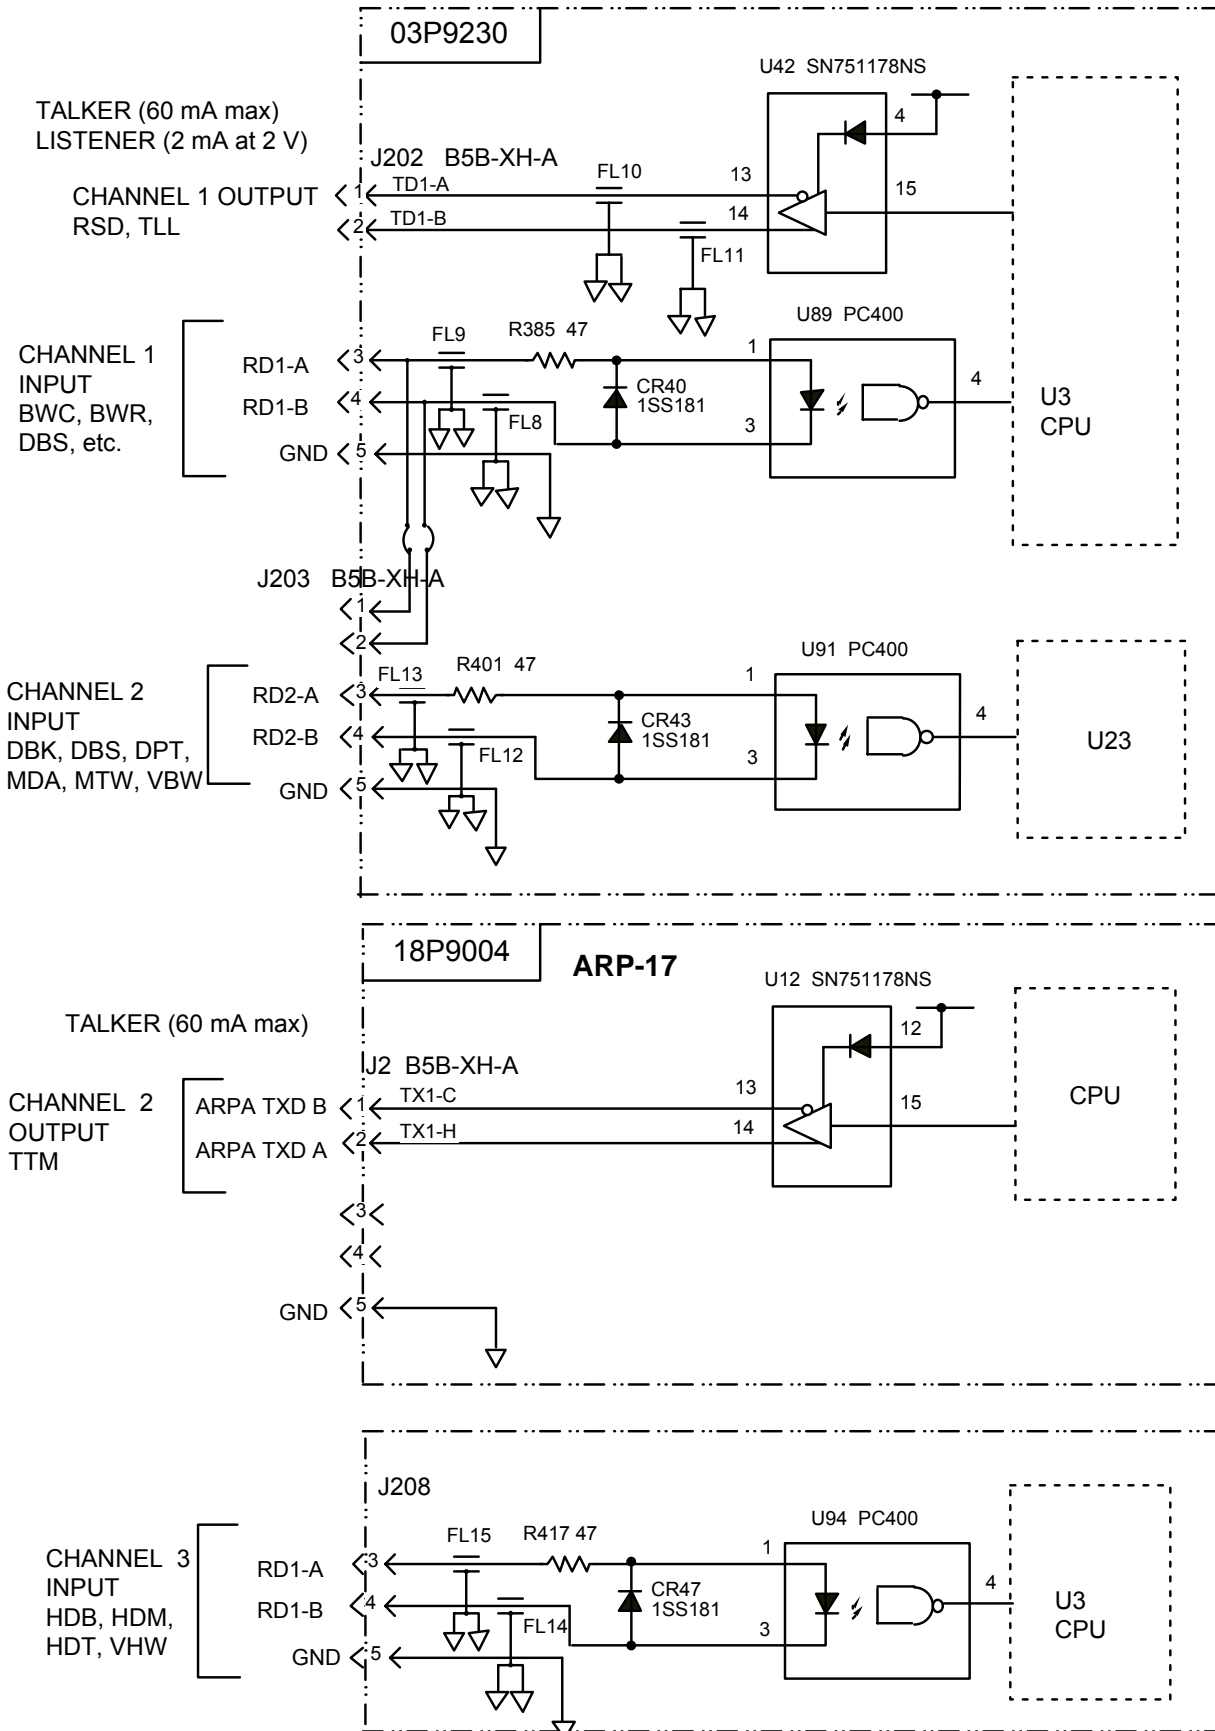 03P9230
U42 SN751178NS
TALKER (60 mA max)
LISTENER (2 mA at 2 V)
4
J202 B5B-XH-A
CHANNEL 1 OUTPUT
RSD, TLL
1 TD1-A
FL10
13
15
2 TD1-B
14
FL11
U89 PC400
CHANNEL 1
INPUT
BWC, BWR,
DBS, etc.
RD1-A
3
FL9
R385 47
1
RD1-B
4
FL8
CR40
1SS181
3
4
GND
5
U3
CPU
J203 B5B-XH-A
1
2
U91 PC400
CHANNEL 2
INPUT
DBK, DBS, DPT,
MDA, MTW, VBW
RD2-A
3
FL13
R401 47
1
RD2-B
4
FL12
CR43
1SS181
3
4
GND
5
U23
18P9004
ARP-17
U12 SN751178NS
TALKER (60 mA max)
12
J2 B5B-XH-A
CHANNEL 2
OUTPUT
TTM
ARPA TXD B
1 TX1-C
13
15
ARPA TXD A
2 TX1-H
14
CPU
3
4
GND
5
J208
U94 PC400
CHANNEL 3
INPUT
HDB, HDM,
HDT, VHW
RD1-A
3
FL15
R417 47
1
RD1-B
4
FL14
CR47
1SS181
3
4
GND
5
U3
CPU